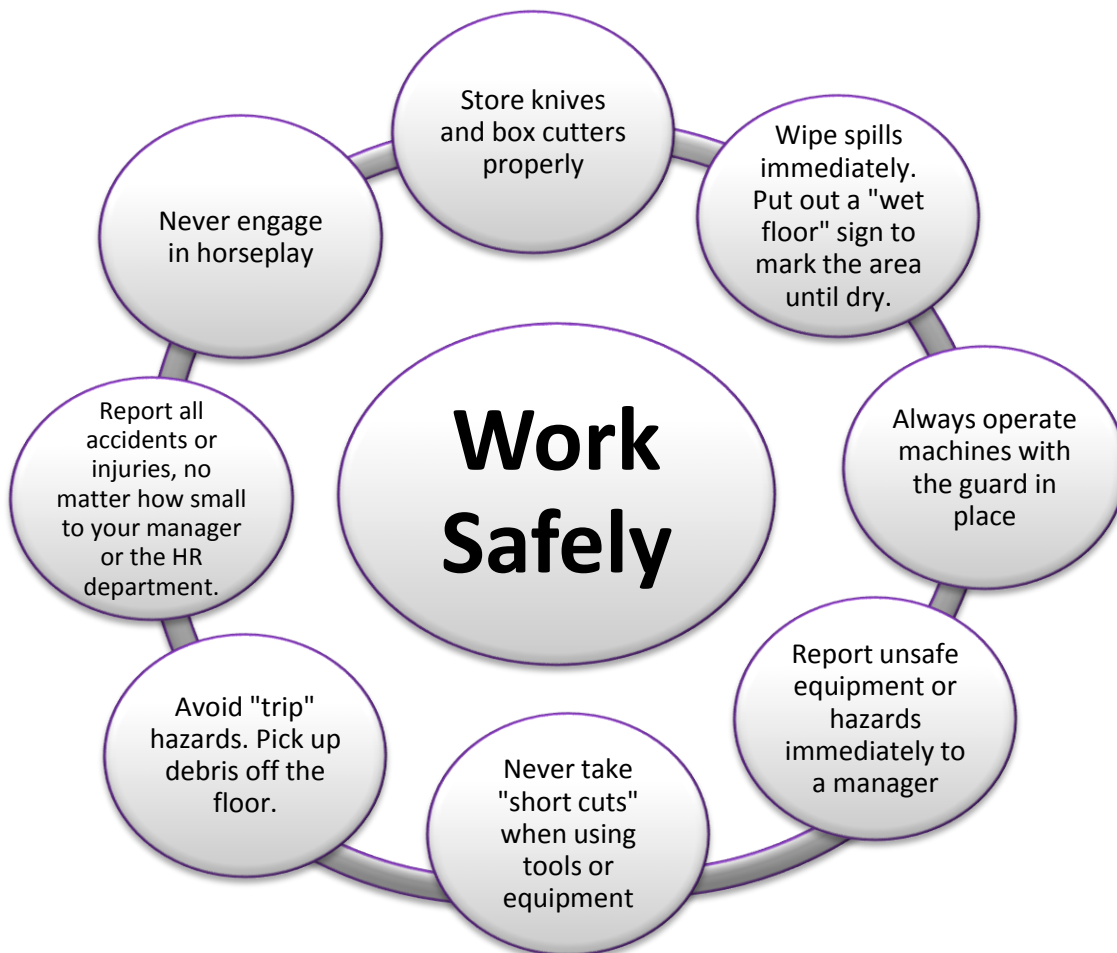 Store knives
and box cutters
properly
Wipe spills
immediately.
Put out a "wet
floor" sign to
mark the area
until dry.
Always operate
machines with
the guard in
place
Report unsafe
equipment or
hazards
immediately to
a manager
Never take
"short cuts"
when using
tools or
equipment
Avoid "trip"
hazards. Pick up
debris off the
floor.
Report all
accidents or
injuries, no
matter how small
to your manager
or the HR
department.
Never engage
in horseplay
Work
Safely